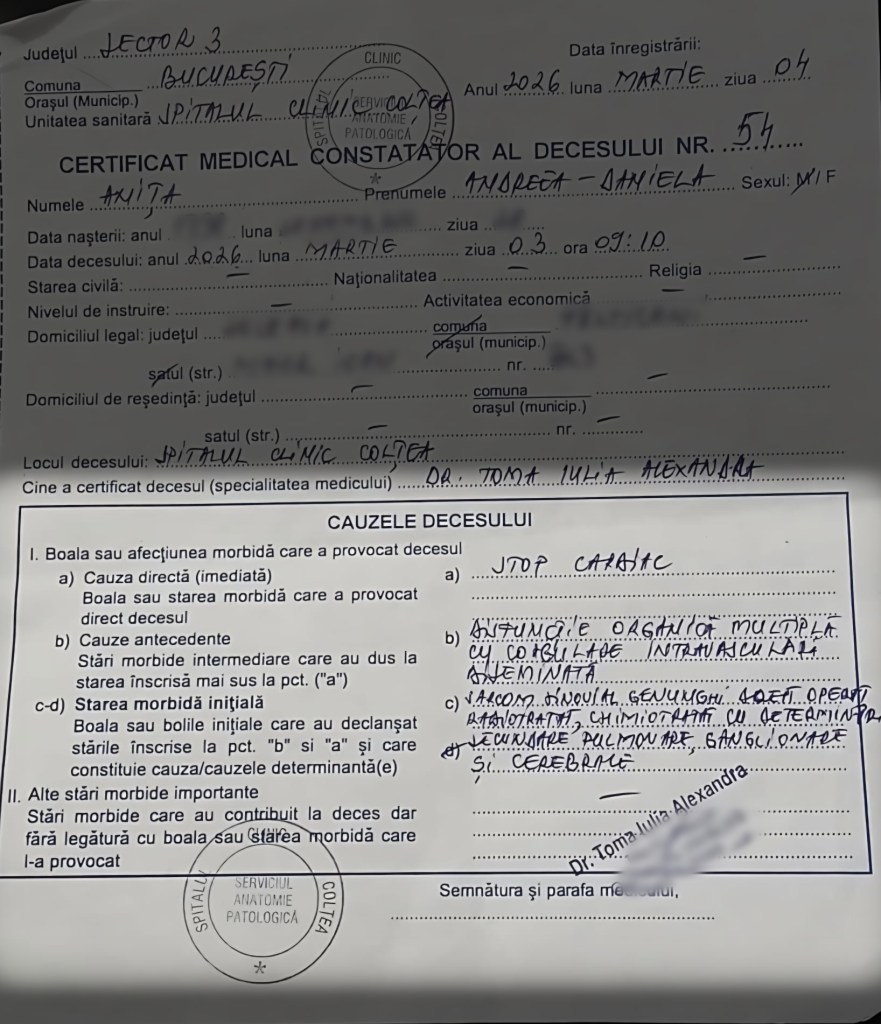 Județul SECTOR 3
Data înregistrării:
Comuna BUCUREȘTI
Orașul (Municip.)
Anul 2026 luna MARTIE ziua 04
Unitatea sanitară SPITALUL CLINIC COLȚEA
SPITALUL CLINIC COLTEA SERVICIUL ANATOMIE PATOLOGICĂ
CERTIFICAT MEDICAL CONSTATATOR AL DECESULUI NR. 54
Numele Prenumele ANDREEA-DANIELA Sexul: M/F
Data nașterii: anul luna ziua
Data decesului: anul 2026 luna MARTIE ziua 03 ora 09:10
Starea civilă: — Naționalitatea — Religia —
Nivelul de instruire: — Activitatea economică —
Domiciliul legal: județul comuna
orașul (municip.)
satul (str.) nr.
Domiciliul de reședință: județul — comuna —
orașul (municip.)
satul (str.) — nr. —
Locul decesului: SPITALUL CLINIC COLȚEA
Cine a certificat decesul (specialitatea medicului) DR. TOMA IULIA ALEXANDRA
CAUZELE DECESULUI
I. Boala sau afecțiunea morbidă care a provocat decesul
a) Cauza directă (imediată)
Boala sau starea morbidă care a provocat
direct decesul
a) STOP CARDIAC
b) Cauze antecedente
Stări morbide intermediare care au dus la
starea înscrisă mai sus la pct. ("a")
b) DISFUNCȚIE ORGANICĂ MULTIPLĂ
CU COAGULARE INTRAVASCULARĂ
DISEMINATĂ
c-d) Starea morbidă inițială
Boala sau bolile inițiale care au declanșat
stările înscrise la pct. "b" si "a" și care
constituie cauza/cauzele determinantă(e)
c) SARCOM SINOVIAL GENUNCHI OPERAT
RADIOTRATAT, CHIMIOTRATAT CU
d) SECUNDARE PULMONARE, GANGLIONARE
ȘI CEREBRALE
II. Alte stări morbide importante
Stări morbide care au contribuit la deces dar
fără legătură cu boala sau starea morbidă care
l-a provocat
—
Dr. Toma Iulia Alexandra
Semnătura și parafa medicului,
SPITALUL CLINIC COLTEA SERVICIUL ANATOMIE PATOLOGICĂ